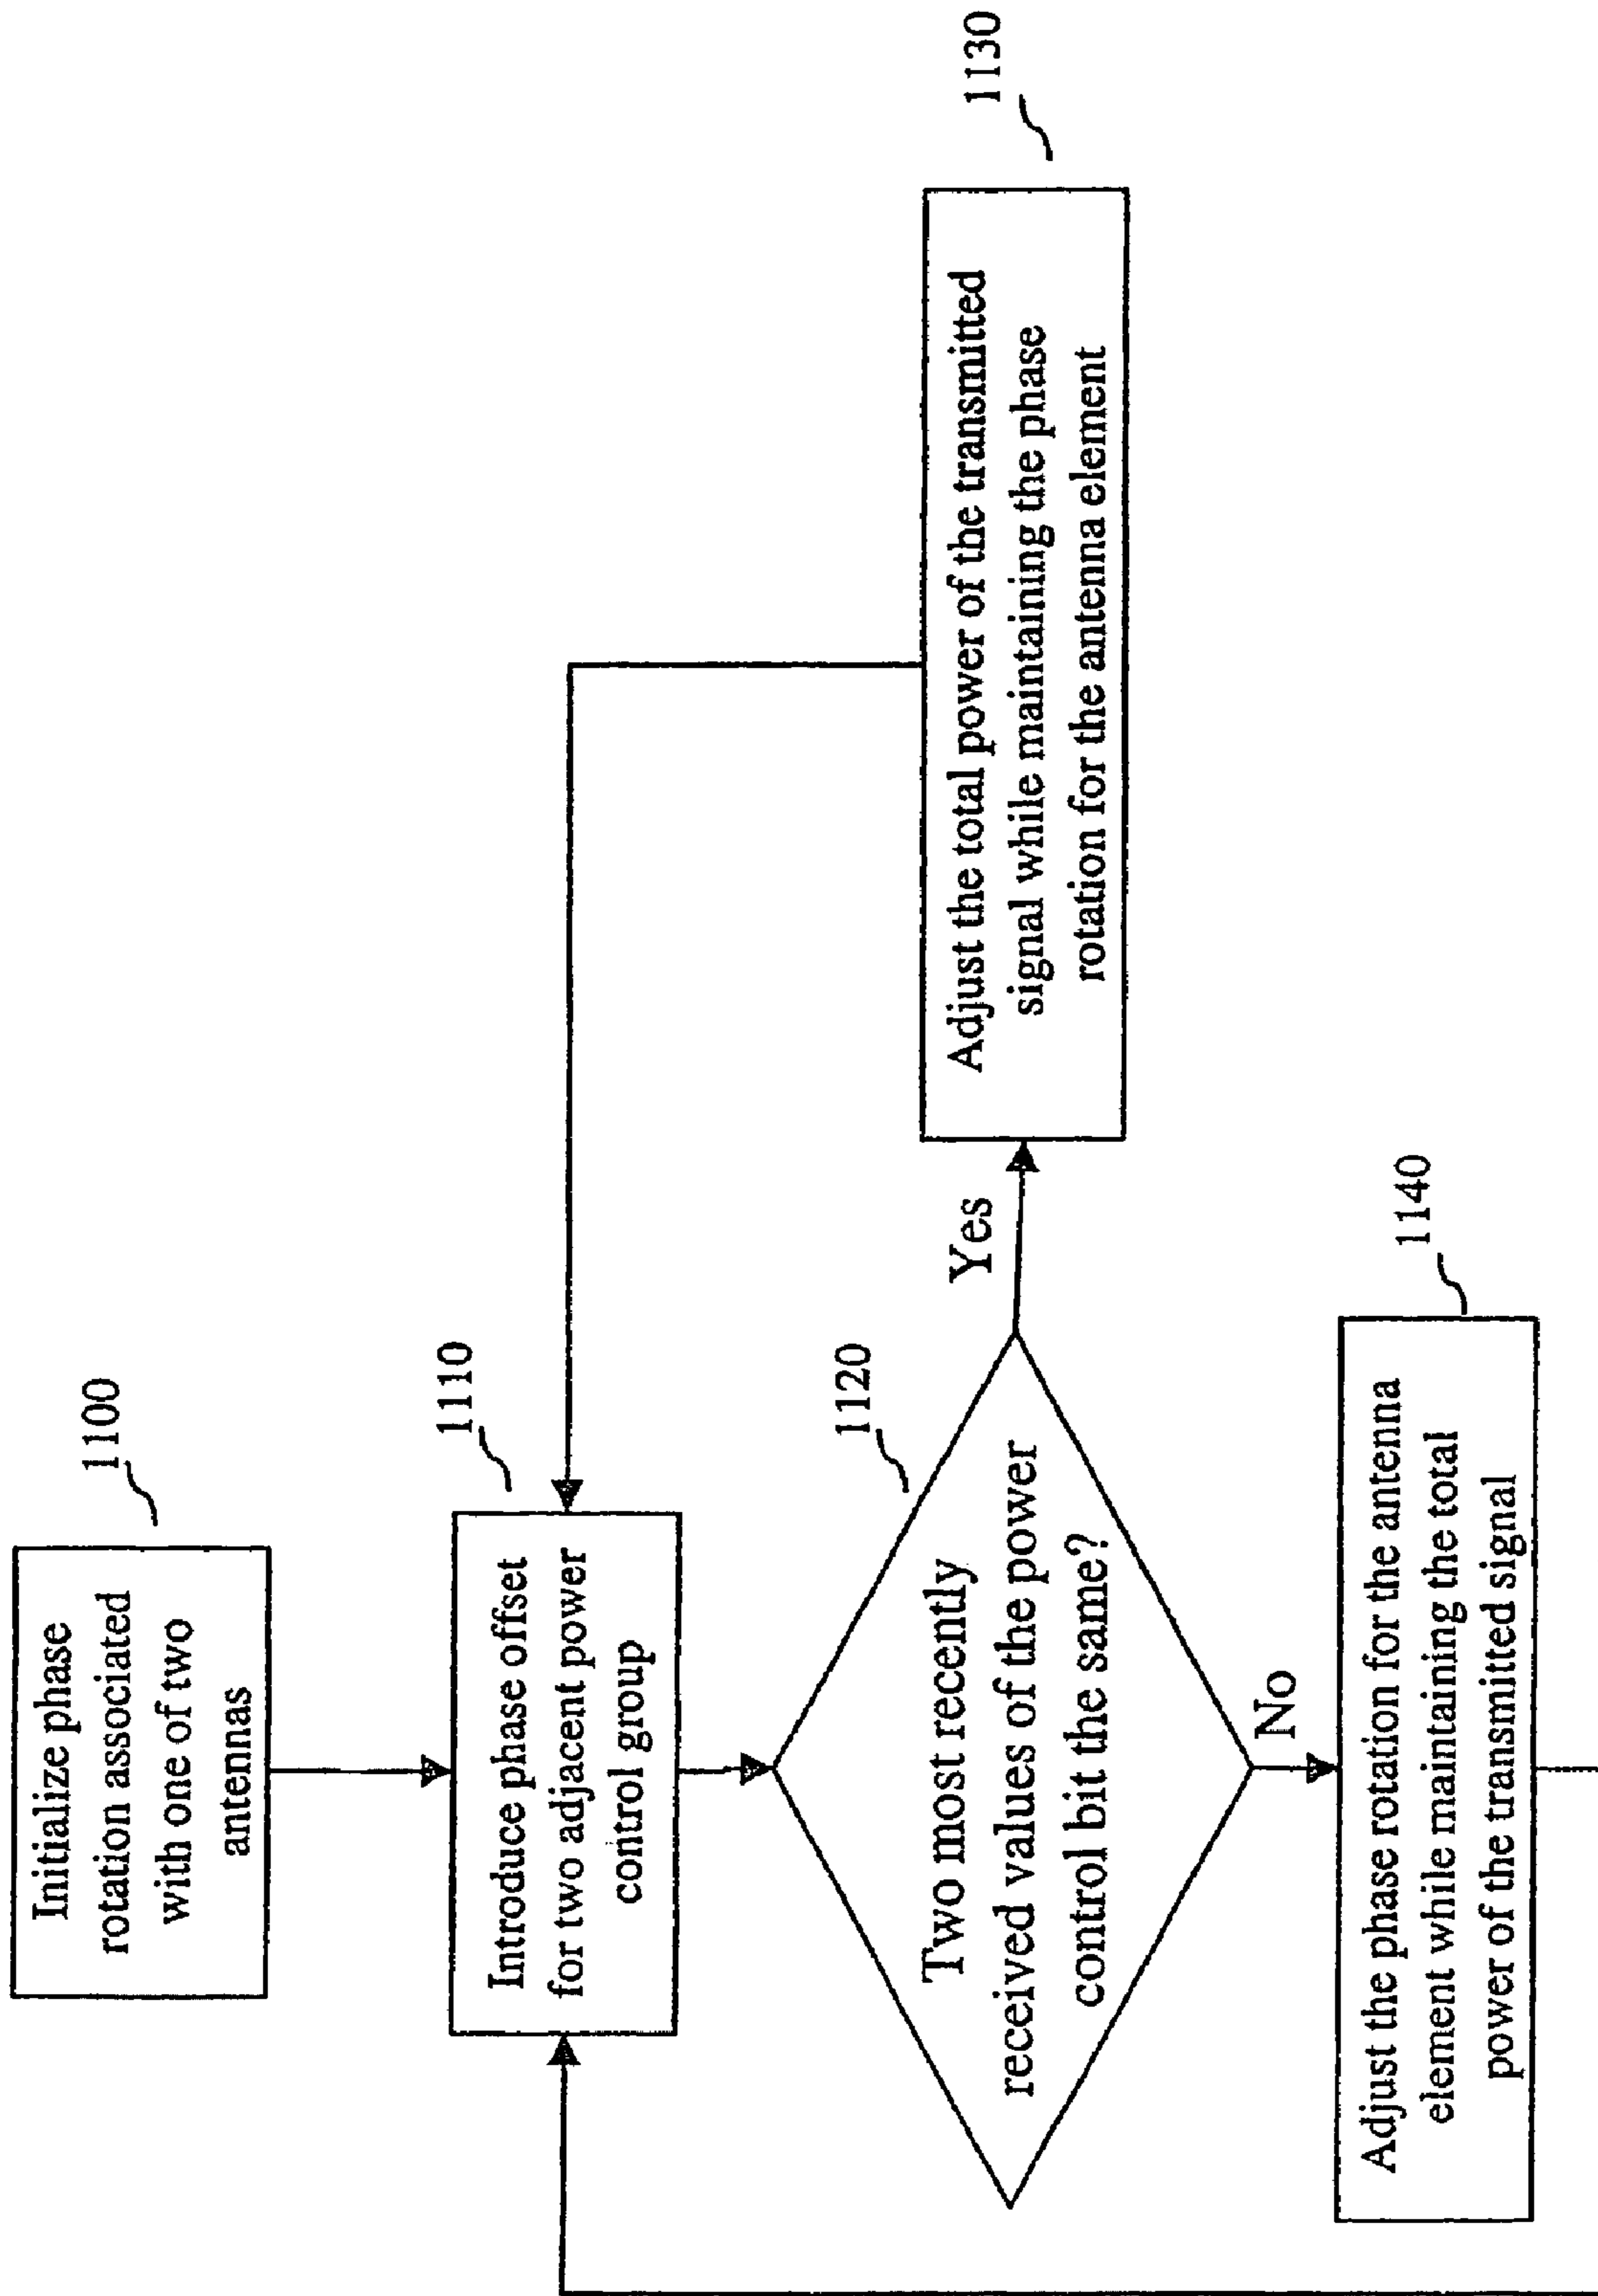 1100
Initialize phase
rotation associated
with one of two
antennas
1110
Introduce phase offset
for two adjacent power
control group
1120
Two most recently
received values of the power
control bit the same?
Yes
1130
Adjust the total power of the transmitted
signal while maintaining the phase
rotation for the antenna element
No
1140
Adjust the phase rotation for the antenna
element while maintaining the total
power of the transmitted signal